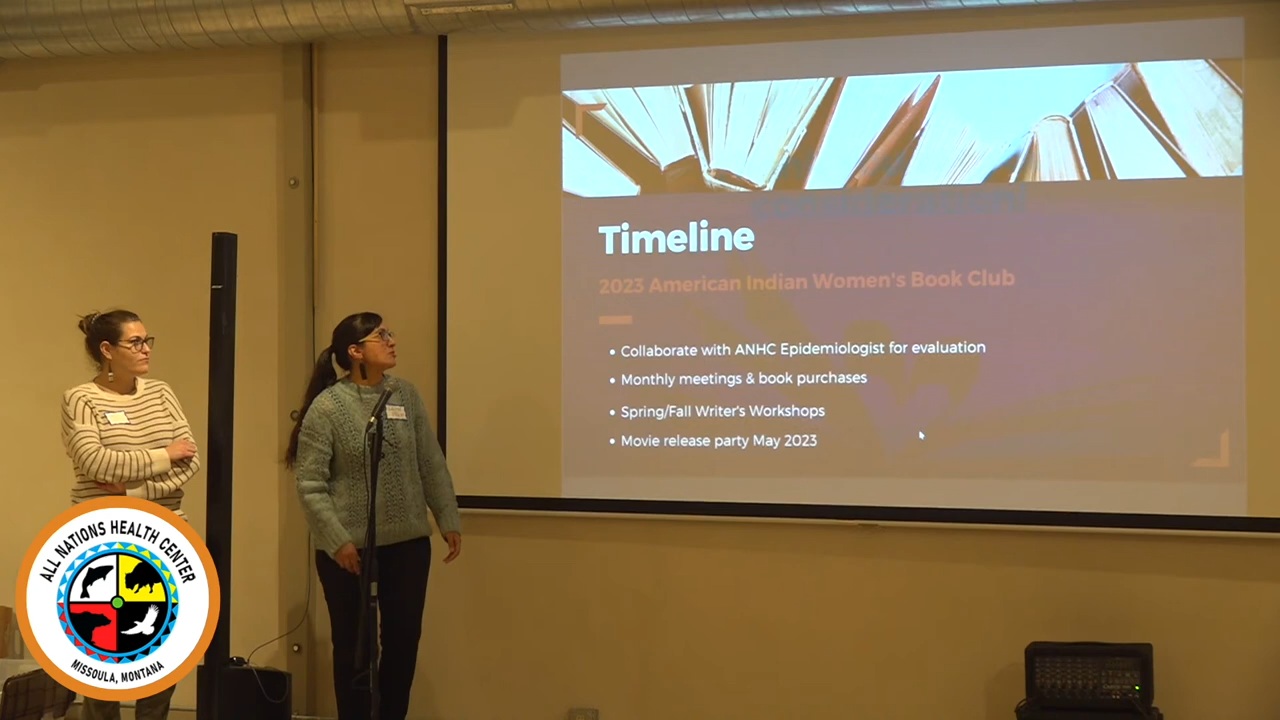 Timeline
2023 American Indian Women's Book Club
• Collaborate with ANHC Epidemiologist for evaluation
• Monthly meetings & book purchases
• Spring/Fall Writer's Workshops
• Movie release party May 2023
ALL NATIONS HEALTH CENTER
MISSOULA, MONTANA